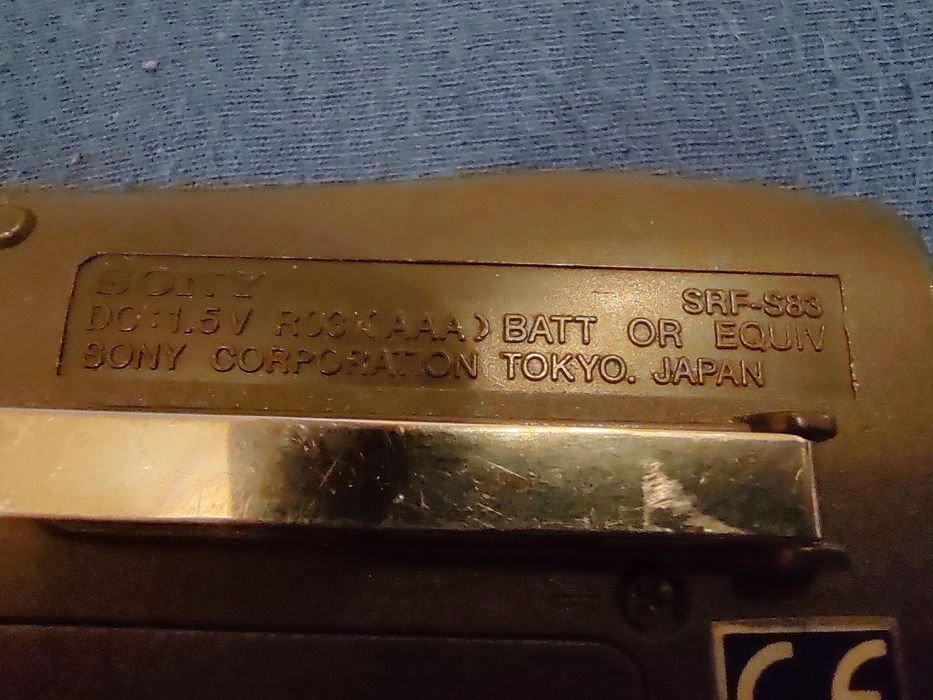 SONY
SRF-S83
DC:1.5V R03 (AAA) BATT OR EQUIV
SONY CORPORATION TOKYO. JAPAN
CE